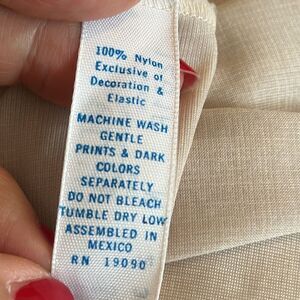 100% Nylon
Exclusive of
Decoration &
Elastic
MACHINE WASH
GENTLE
PRINTS & DARK
COLORS
SEPARATELY
DO NOT BLEACH
TUMBLE DRY LOW
ASSEMBLED IN
MEXICO
RN 19090